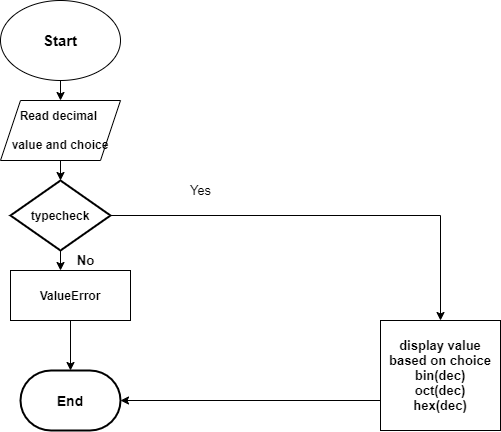 Start
Read decimal
value and choice
typecheck
Yes
No
ValueError
display value
based on choice
bin(dec)
oct(dec)
hex(dec)
End